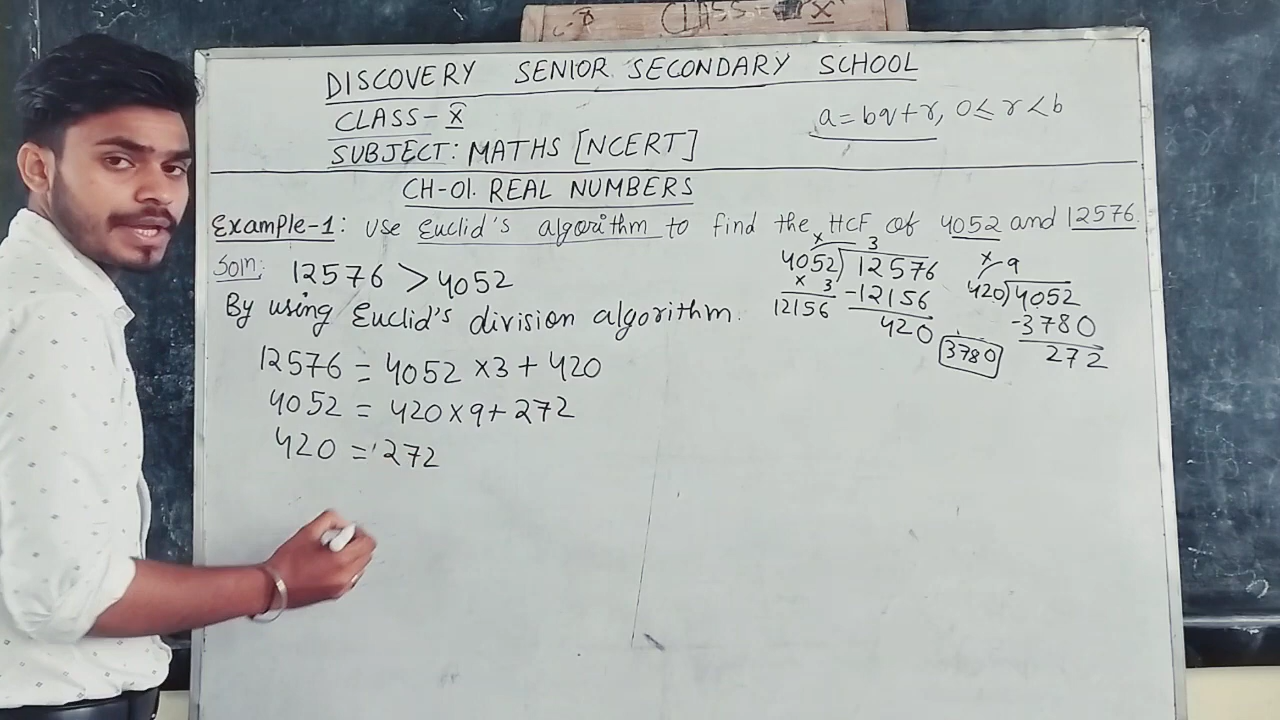 CLASS - X
DISCOVERY SENIOR SECONDARY SCHOOL
CLASS - X
a = bq + r, 0 ≤ r < b
SUBJECT: MATHS [NCERT]
CH-01. REAL NUMBERS
Example-1: Use Euclid's algorithm to find the HCF of 4052 and 12576.
Soln: 12576 > 4052
By using Euclid's division algorithm.
12576 = 4052 × 3 + 420
4052 = 420 × 9 + 272
420 = 272
× 3
4052) 12576
× 3 -12156
12156 420
× 9
420) 4052
-3780
3780 272